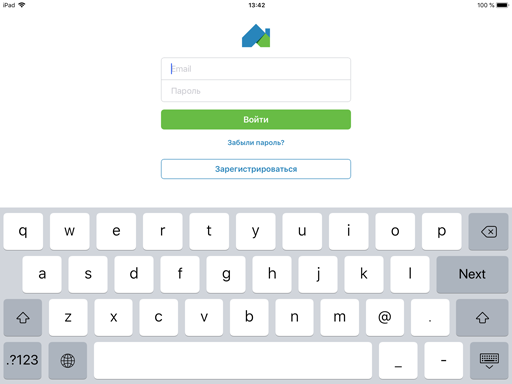 iPad 13:42 100 %
Email
Пароль
Войти
Забыли пароль?
Зарегистрироваться
q w e r t y u i o p
a s d f g h j k l Next
z x c v b n m @ .
.?123 _ -